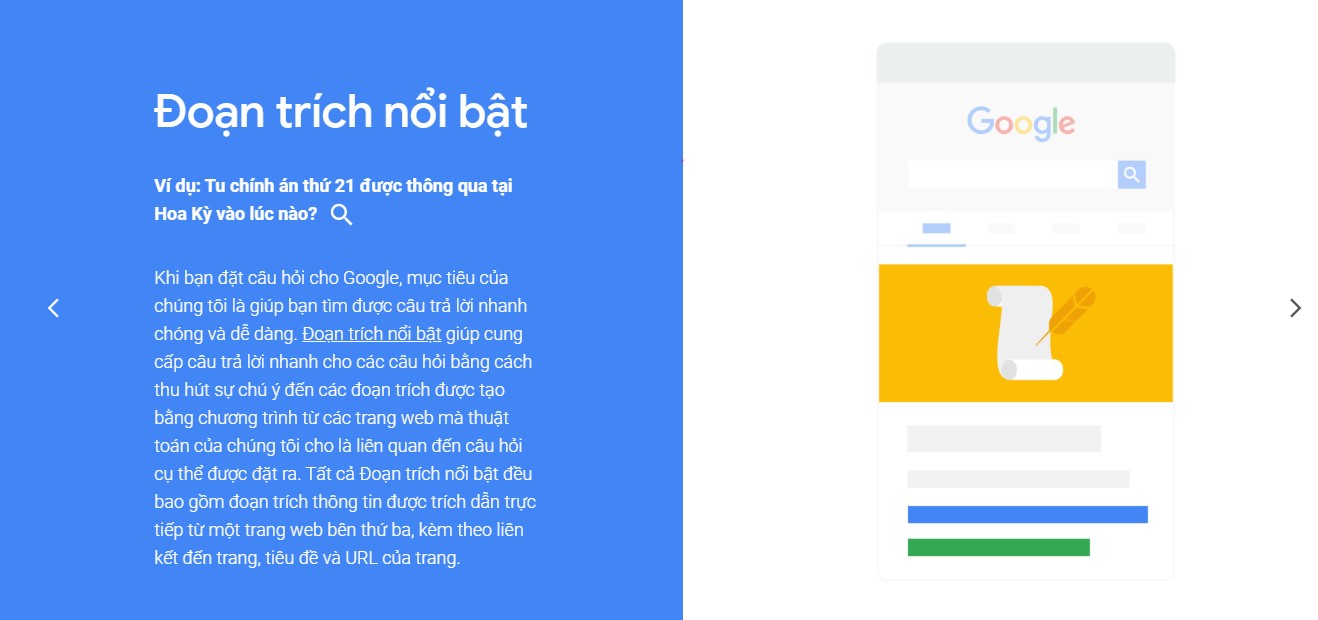 Đoạn trích nổi bật
Ví dụ: Tu chính án thứ 21 được thông qua tại
Hoa Kỳ vào lúc nào?
Khi bạn đặt câu hỏi cho Google, mục tiêu của
chúng tôi là giúp bạn tìm được câu trả lời nhanh
chóng và dễ dàng. Đoạn trích nổi bật giúp cung
cấp câu trả lời nhanh cho các câu hỏi bằng cách
thu hút sự chú ý đến các đoạn trích được tạo
bằng chương trình từ các trang web mà thuật
toán của chúng tôi cho là liên quan đến câu hỏi
cụ thể được đặt ra. Tất cả Đoạn trích nổi bật đều
bao gồm đoạn trích thông tin được trích dẫn trực
tiếp từ một trang web bên thứ ba, kèm theo liên
kết đến trang, tiêu đề và URL của trang.
Google